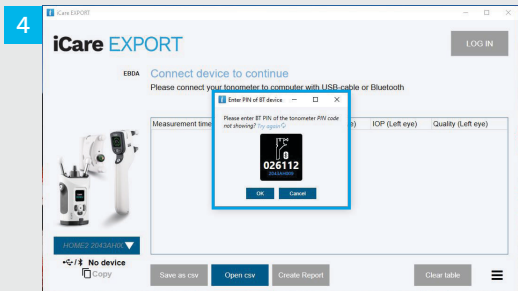 4
iCare EXPORT
iCare EXPORT
LOG IN
EBDA
Connect device to continue
Please connect your tonometer to computer with USB-cable or Bluetooth
Enter PIN of BT device
Please enter BT PIN of the tonometer PIN code
not showing? Try again
026112
2043AH005
OK
Cancel
Measurement time
IOP (Left eye)
Quality (Left eye)
HOME2 2043AH0
No device
Copy
Save as csv
Open csv
Create Report
Clear table